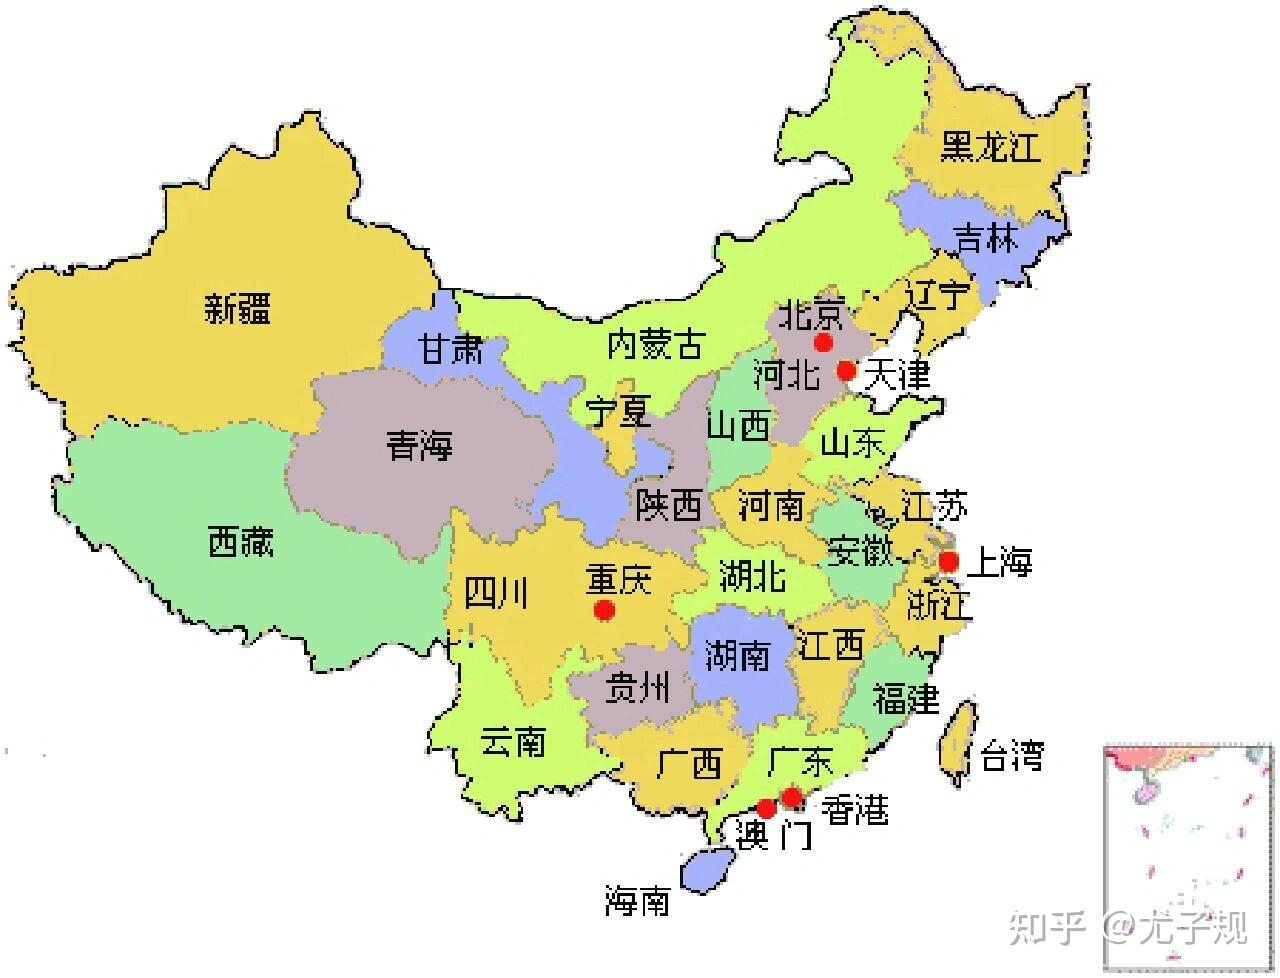 黑龙江
吉林
新疆
辽宁
北京
内蒙古
甘肃
河北
天津
宁夏
山西
青海
山东
陕西
河南
江苏
西藏
安徽
上海
湖北
重庆
四川
浙江
江西
湖南
贵州
福建
云南
台湾
广西
广东
香港
澳门
海南
知乎 @尤子规